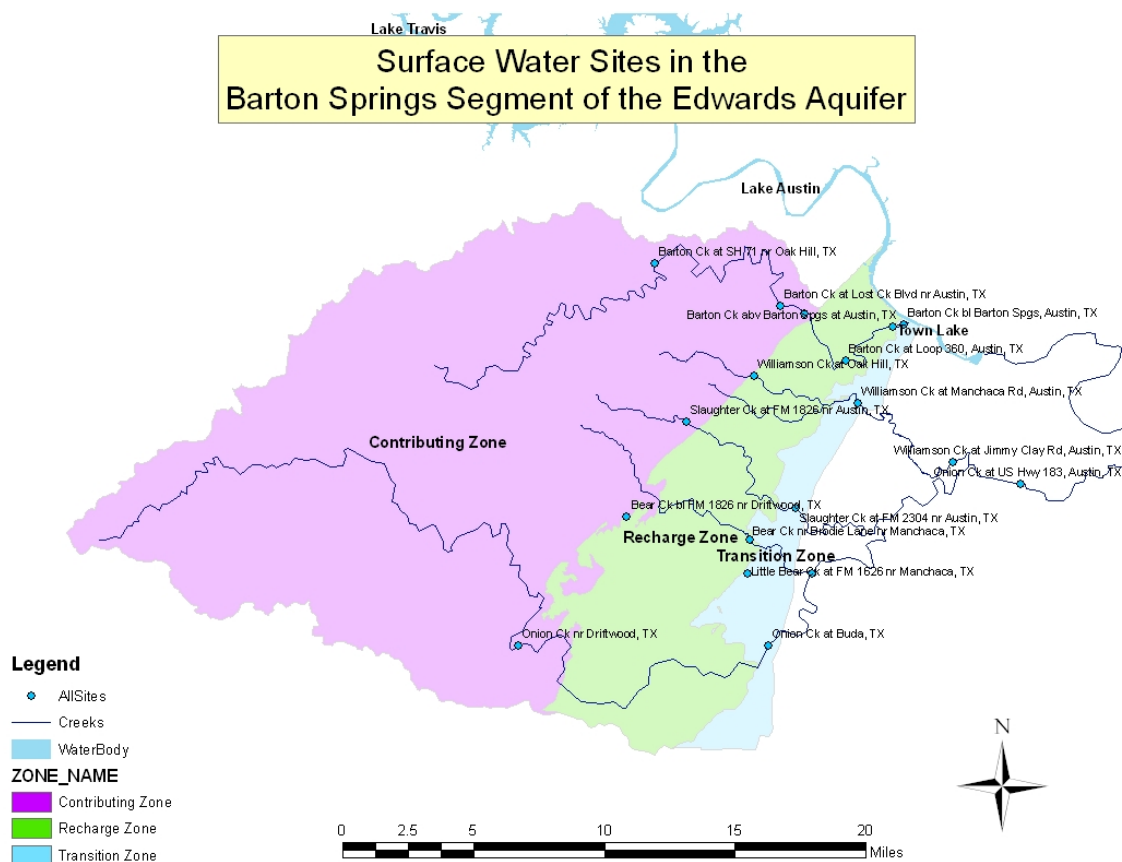 Lake Travis
Surface Water Sites in the
Barton Springs Segment of the Edwards Aquifer
Lake Austin
Barton Ck at SH 71 nr Oak Hill, TX
Barton Ck at Lost Ck Blvd nr Austin, TX
Barton Ck abv Barton Spgs at Austin, TX
Barton Ck bl Barton Spgs, Austin, TX
Town Lake
Barton Ck at Loop 360, Austin, TX
Williamson Ck at Oak Hill, TX
Williamson Ck at Manchaca Rd, Austin, TX
Slaughter Ck at FM 1826 nr Austin, TX
Contributing Zone
Williamson Ck at Jimmy Clay Rd, Austin, TX
Onion Ck at US Hwy 183, Austin, TX
Bear Ck bl FM 1826 nr Driftwood, TX
Slaughter Ck at FM 2304 nr Austin, TX
Recharge Zone
Bear Ck nr Brodie Lane nr Manchaca, TX
Transition Zone
Little Bear Ck at FM 1626 nr Manchaca, TX
Onion Ck nr Driftwood, TX
Onion Ck at Buda, TX
Legend
AllSites
Creeks
WaterBody
ZONE_NAME
Contributing Zone
Recharge Zone
Transition Zone
N
0 2.5 5 10 15 20
Miles